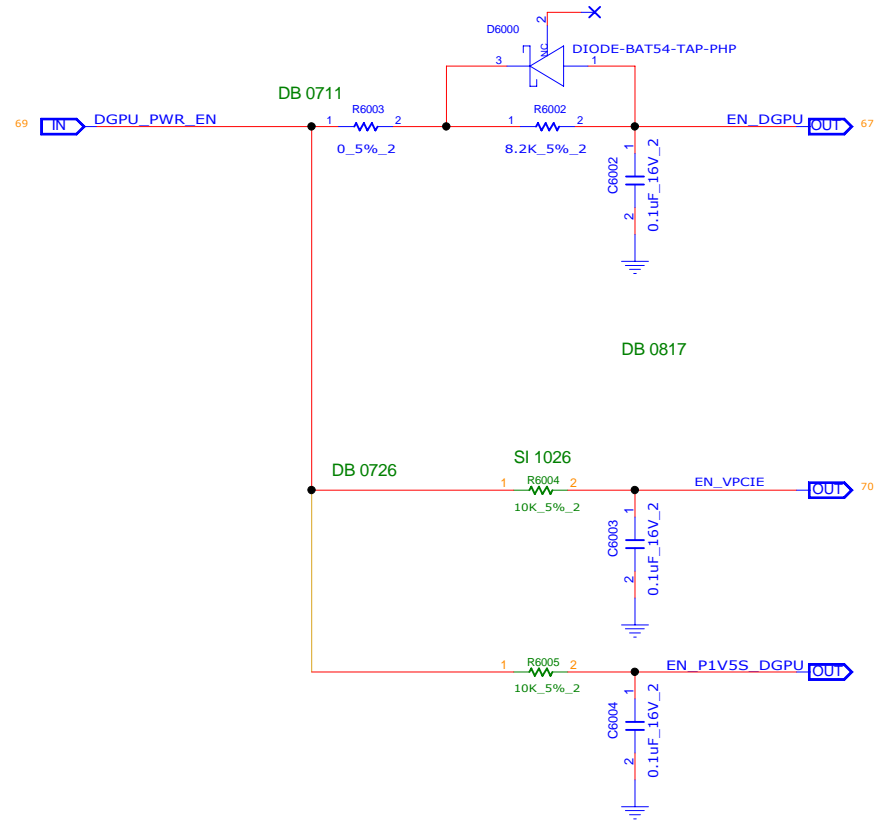 D6000
2
NC
DIODE-BAT54-TAP-PHP
3
1
DB 0711
69
IN
DGPU_PWR_EN
1
R6003
2
0_5%_2
1
R6002
2
8.2K_5%_2
EN_DGPU
OUT
67
1
C6002
2
0.1uF_16V_2
DB 0817
DB 0726
SI 1026
1
R6004
2
10K_5%_2
EN_VPCIE
OUT
70
1
C6003
2
0.1uF_16V_2
1
R6005
2
10K_5%_2
EN_P1V5S_DGPU
OUT
1
C6004
2
0.1uF_16V_2